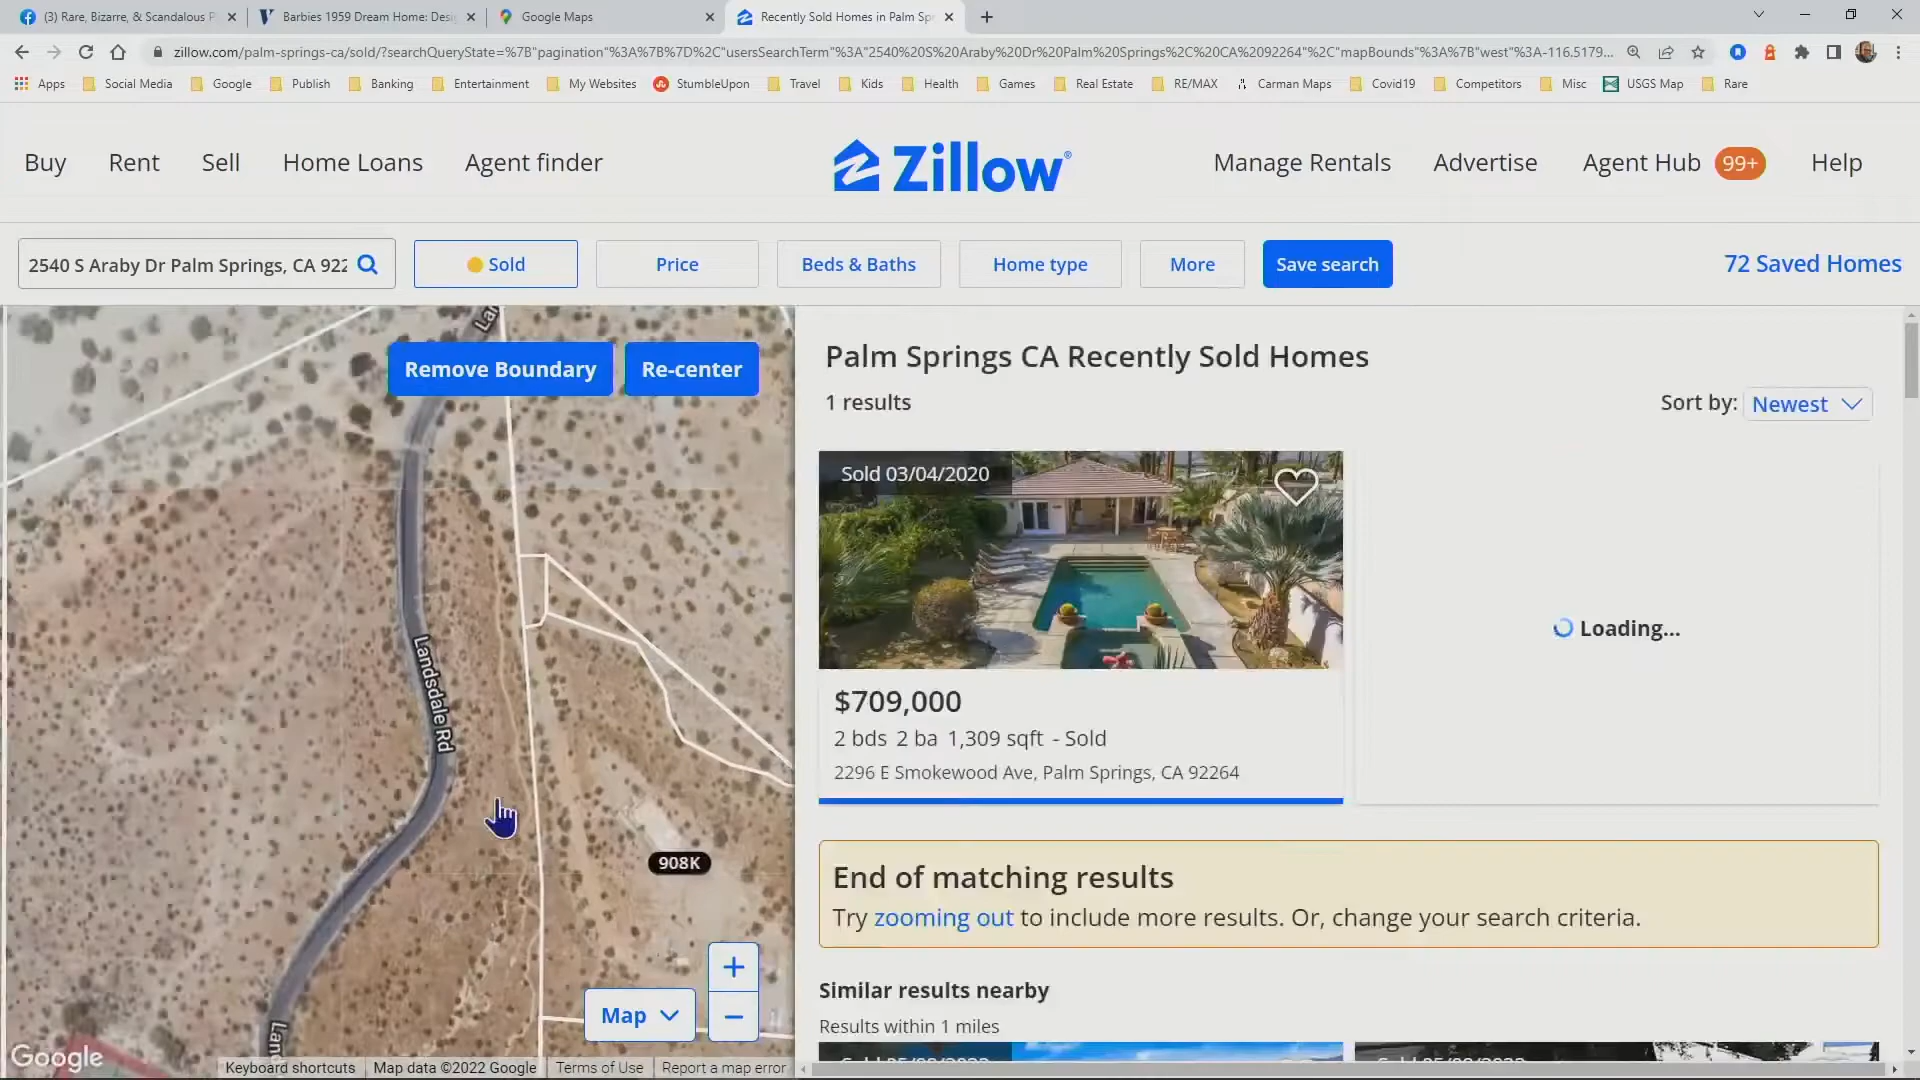 (3) Rare, Bizarre, & Scandalous P
Barbies 1959 Dream Home: Desi
Google Maps
Recently Sold Homes in Palm Spr
zillow.com/palm-springs-ca/sold/?searchQueryState=%7B"pagination"%3A%7B%7D%2C"usersSearchTerm"%3A"2540%20S%20Araby%20Dr%20Palm%20Springs%2C%20CA%2092264"%2C"mapBounds"%3A%7B"west"%3A-116.5179...
Apps
Social Media
Google
Publish
Banking
Entertainment
My Websites
StumbleUpon
Travel
Kids
Health
Games
Real Estate
RE/MAX
Carman Maps
Covid19
Competitors
Misc
USGS Map
Rare
Buy
Rent
Sell
Home Loans
Agent finder
Zillow®
Manage Rentals
Advertise
Agent Hub
99+
Help
2540 S Araby Dr Palm Springs, CA 922
Sold
Price
Beds & Baths
Home type
More
Save search
72 Saved Homes
Remove Boundary
Re-center
Lan
Landsdale Rd
908K
Land
Map
Google
Keyboard shortcuts
Map data ©2022 Google
Terms of Use
Report a map error
Palm Springs CA Recently Sold Homes
1 results
Sort by: Newest
Sold 03/04/2020
$709,000
2 bds 2 ba 1,309 sqft - Sold
2296 E Smokewood Ave, Palm Springs, CA 92264
Loading...
End of matching results
Try zooming out to include more results. Or, change your search criteria.
Similar results nearby
Results within 1 miles